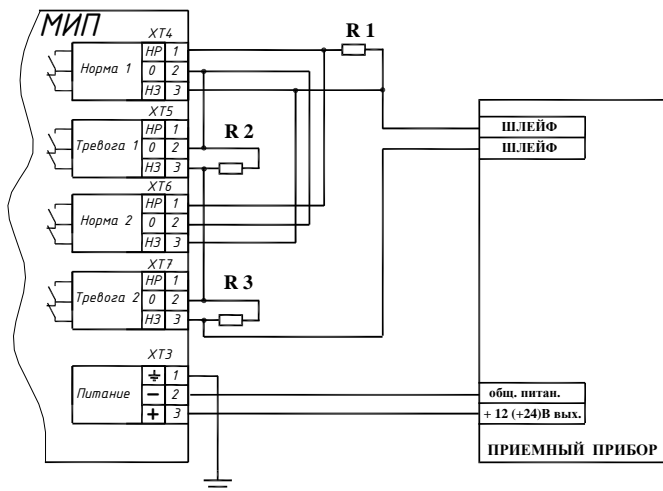 МИП
XT4
Норма 1
НР 1
0 2
НЗ 3
R 1
XT5
Тревога 1
НР 1
0 2
НЗ 3
R 2
XT6
Норма 2
НР 1
0 2
НЗ 3
XT7
Тревога 2
НР 1
0 2
НЗ 3
R 3
XT3
Питание
1
− 2
+ 3
ШЛЕЙФ
ШЛЕЙФ
общ. питан.
+ 12 (+24)В вых.
ПРИЕМНЫЙ ПРИБОР